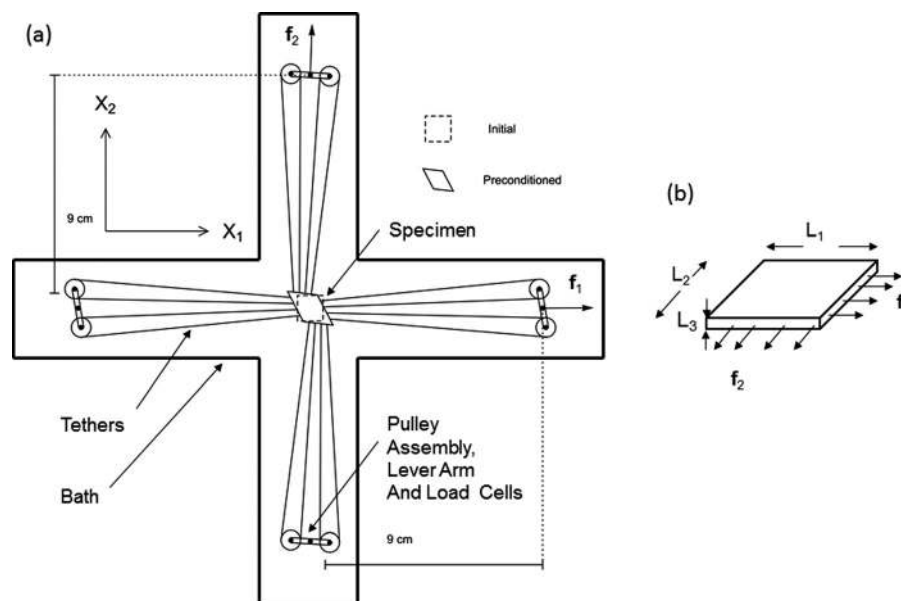 (a)
f2
X2
Initial
9 cm
Preconditioned
(b)
X1
Specimen
L1
L2
f1
L3
f
f2
Tethers
Pulley
Assembly,
Lever Arm
And Load Cells
Bath
9 cm